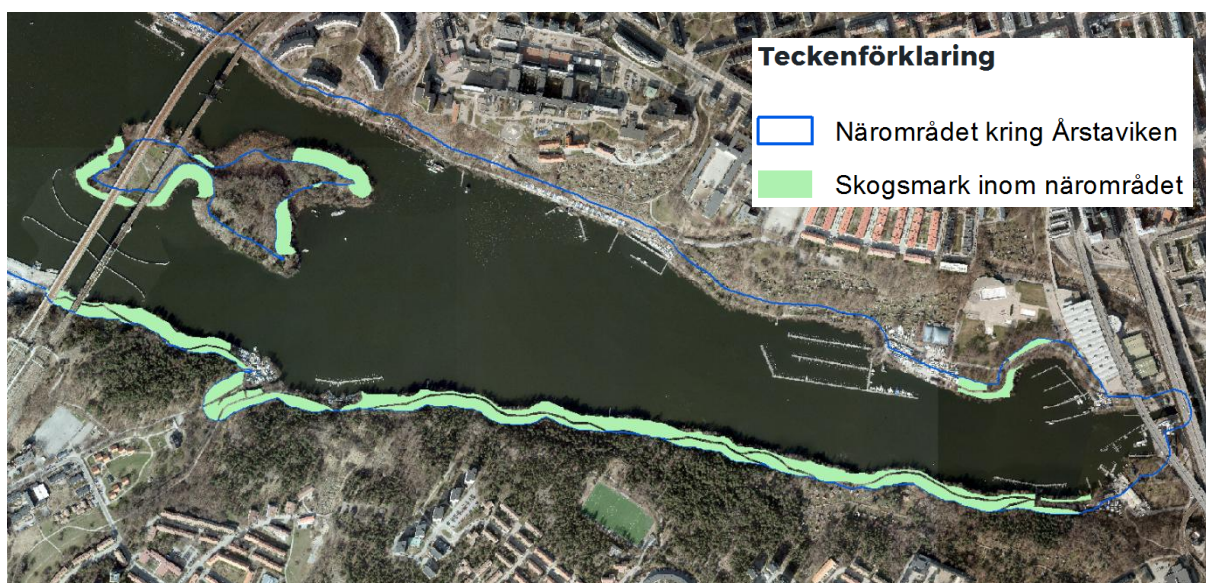 Teckenförklaring
Närområdet kring Årstaviken
Skogsmark inom närområdet